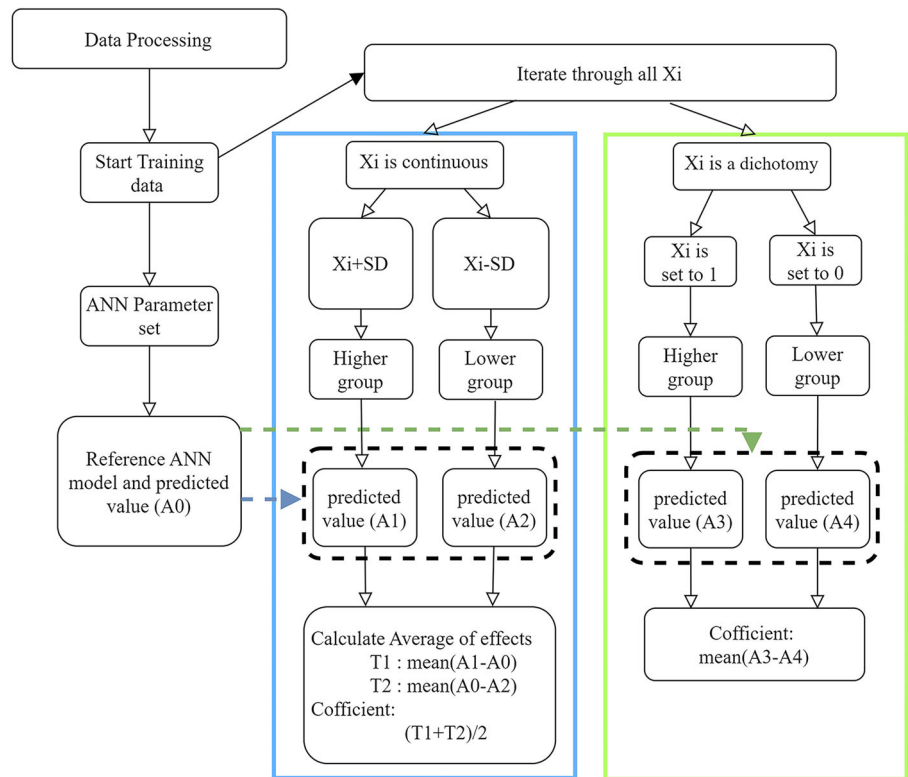 Data Processing
Iterate through all Xi
Start Training
data
Xi is continuous
Xi is a dichotomy
Xi+SD
Xi-SD
Xi is
set to 1
Xi is
set to 0
ANN Parameter
set
Higher
group
Lower
group
Higher
group
Lower
group
Reference ANN
model and predicted
value (A0)
predicted
value (A1)
predicted
value (A2)
predicted
value (A3)
predicted
value (A4)
Calculate Average of effects
T1 : mean(A1-A0)
T2 : mean(A0-A2)
Cofficient:
(T1+T2)/2
Cofficient:
mean(A3-A4)